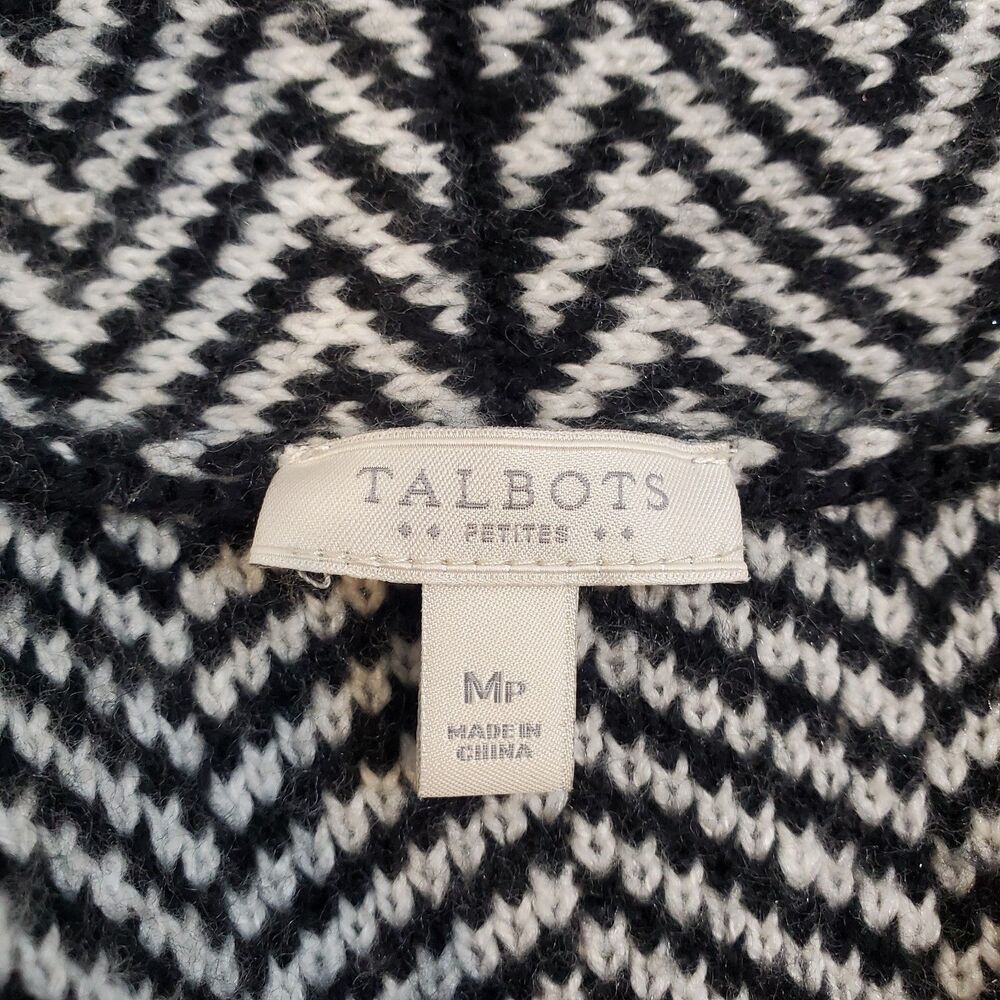 TALBOTS
PETITES
MP
MADE IN
CHINA